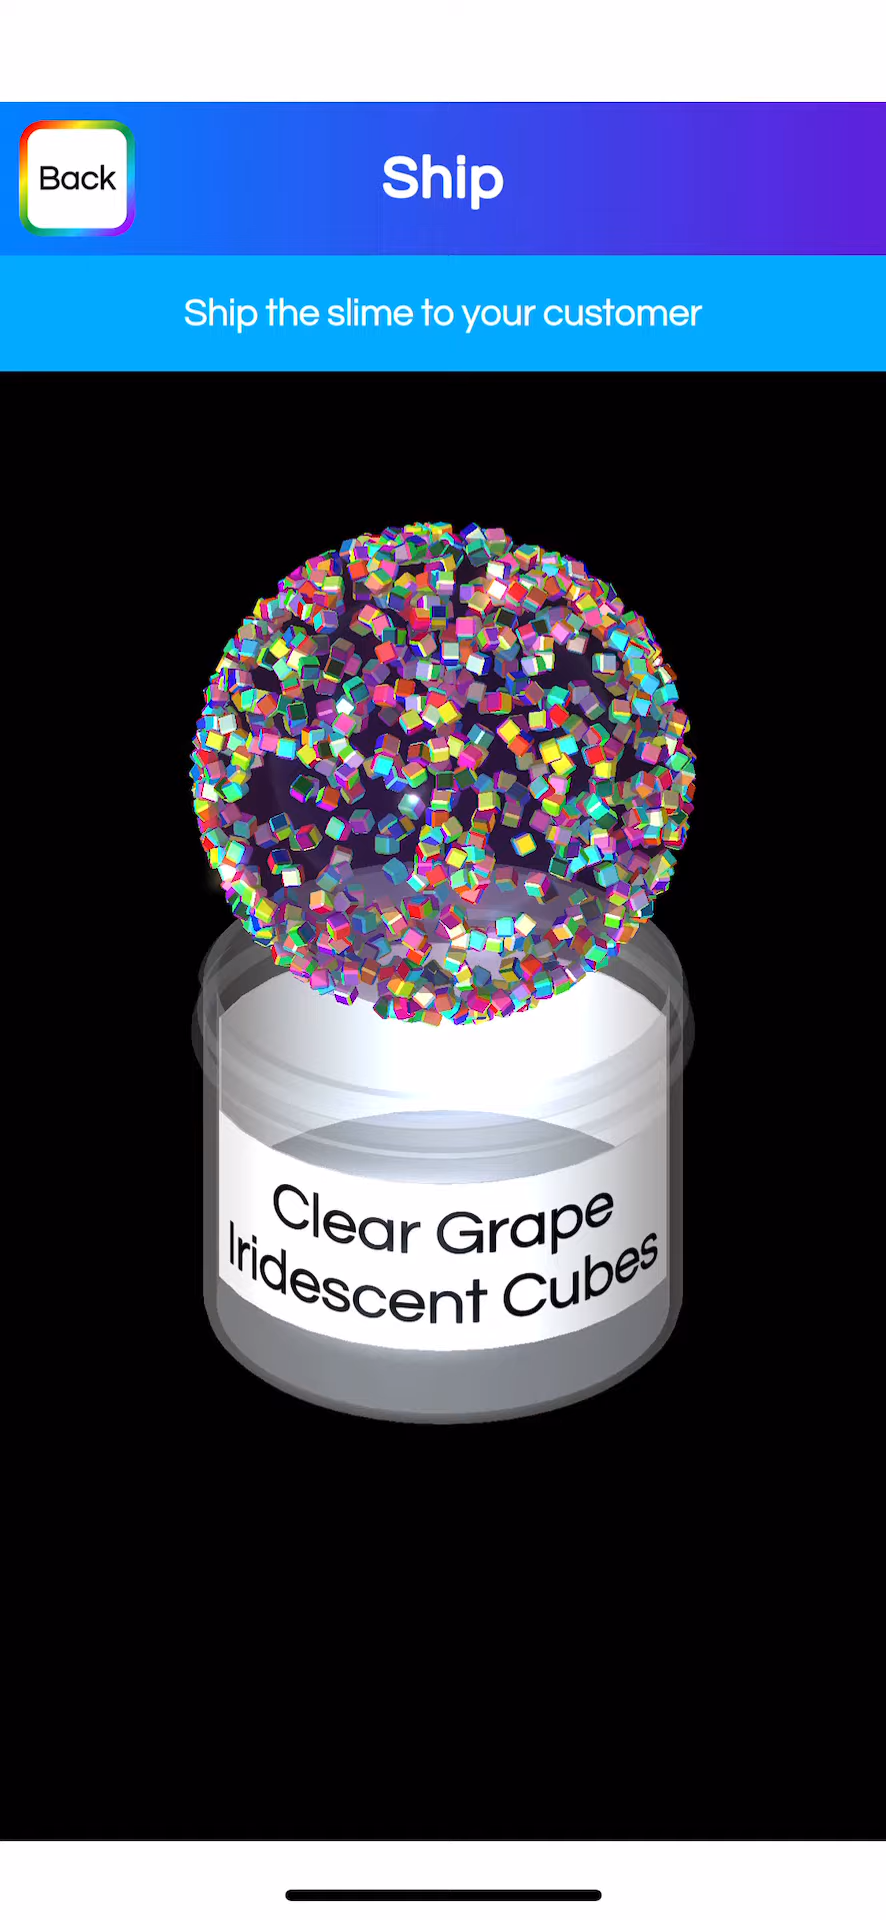 Back
Ship
Ship the slime to your customer
Clear Grape
Iridescent Cubes